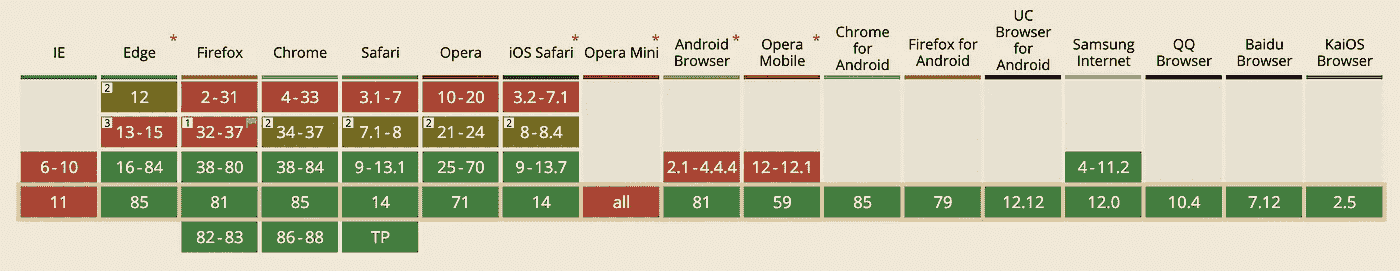 IE Edge * Firefox Chrome Safari Opera iOS Safari * Opera Mini * Android Browser * Opera Mobile * Chrome for Android Firefox for Android UC Browser for Android Samsung Internet QQ Browser Baidu Browser KaiOS Browser
2 12 2-31 4-33 3.1-7 10-20 3.2-7.1
3 13-15 1 32-37 2 34-37 2 7.1-8 2 21-24 2 8-8.4
6-10 16-84 38-80 38-84 9-13.1 25-70 9-13.7 2.1-4.4.4 12-12.1 4-11.2
11 85 81 85 14 71 14 all 81 59 85 79 12.12 12.0 10.4 7.12 2.5
82-83 86-88 TP